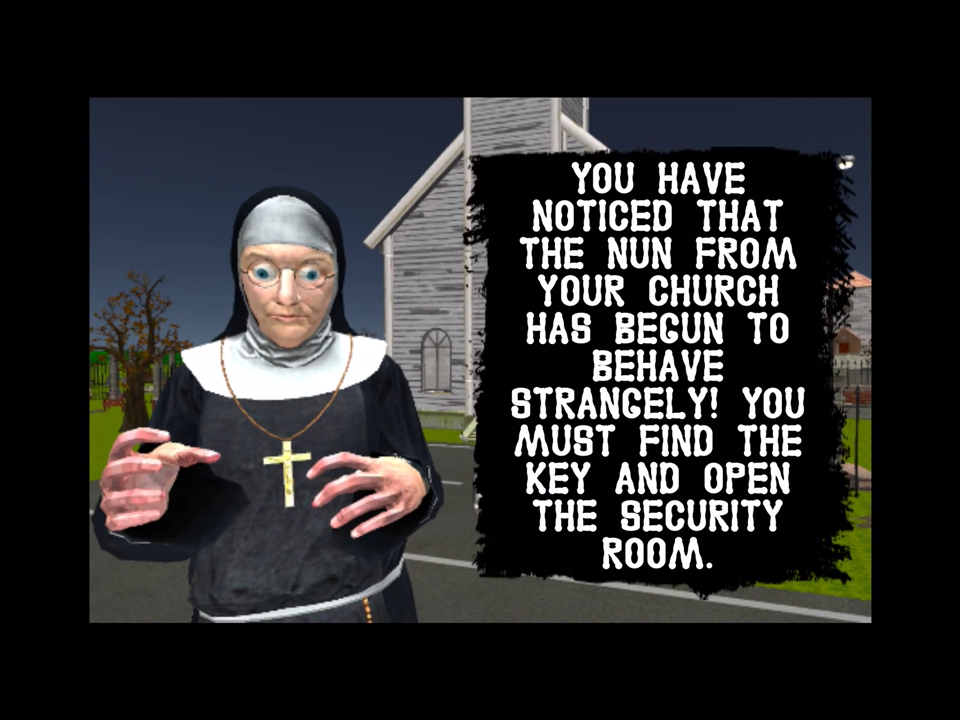 YOU HAVE
NOTICED THAT
THE NUN FROM
YOUR CHURCH
HAS BEGUN TO
BEHAVE
STRANGELY! YOU
MUST FIND THE
KEY AND OPEN
THE SECURITY
ROOM.